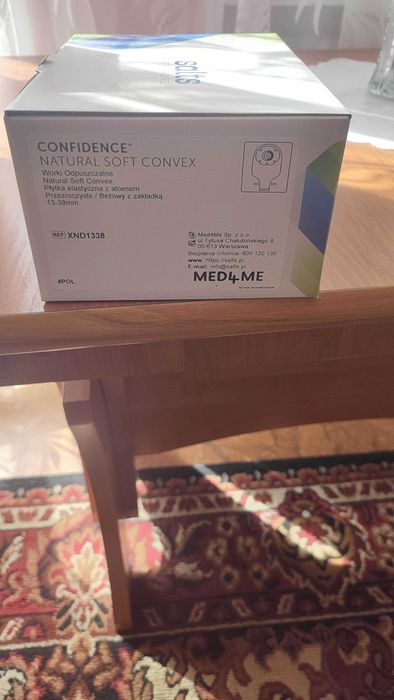 salts
CONFIDENCE®
NATURAL SOFT CONVEX
Worki Odpuszczalne
Natural Soft Convex
Płytka elastyczna z aloesem
Przezroczyste / Beżowy z zakładką
13-38mm
REF XND1338
Med4Me Sp. z o.o.
ul. Tytusa Chałubińskiego 8
00-613 Warszawa
Bezpłatna Infolinia: 800 120 130
www: https://salts.pl
E-mail: info@salts.pl
#POL
MED4ME